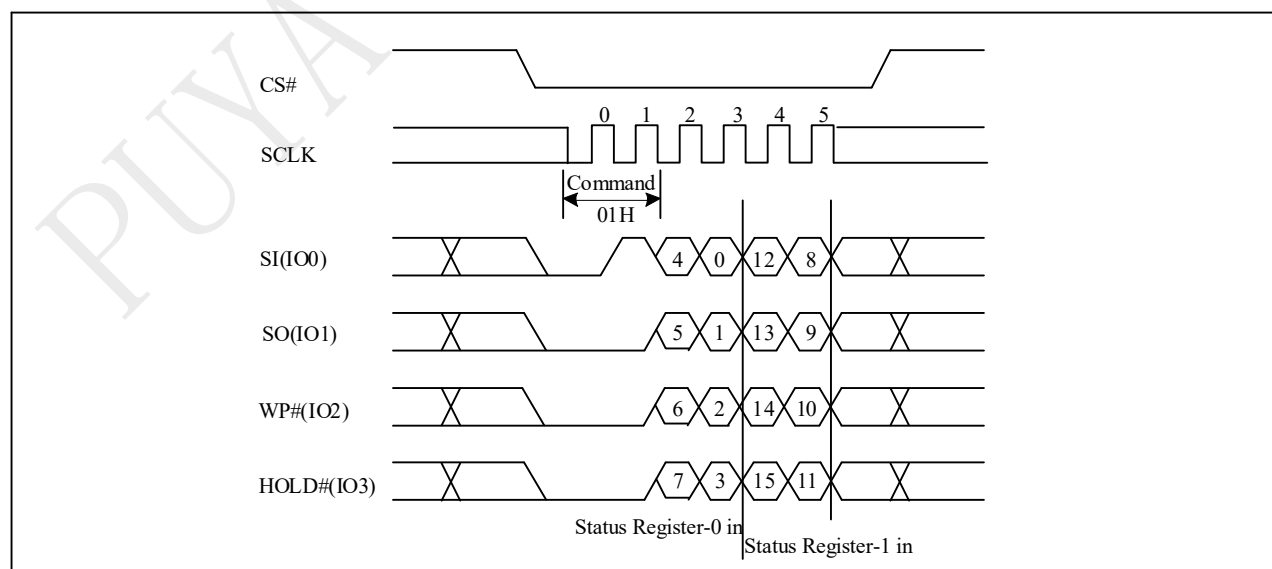 PUYA
CS#
0 1 2 3 4 5
SCLK
Command
01H
SI(IO0) 4 0 12 8
SO(IO1) 5 1 13 9
WP#(IO2) 6 2 14 10
HOLD#(IO3) 7 3 15 11
Status Register-0 in
Status Register-1 in